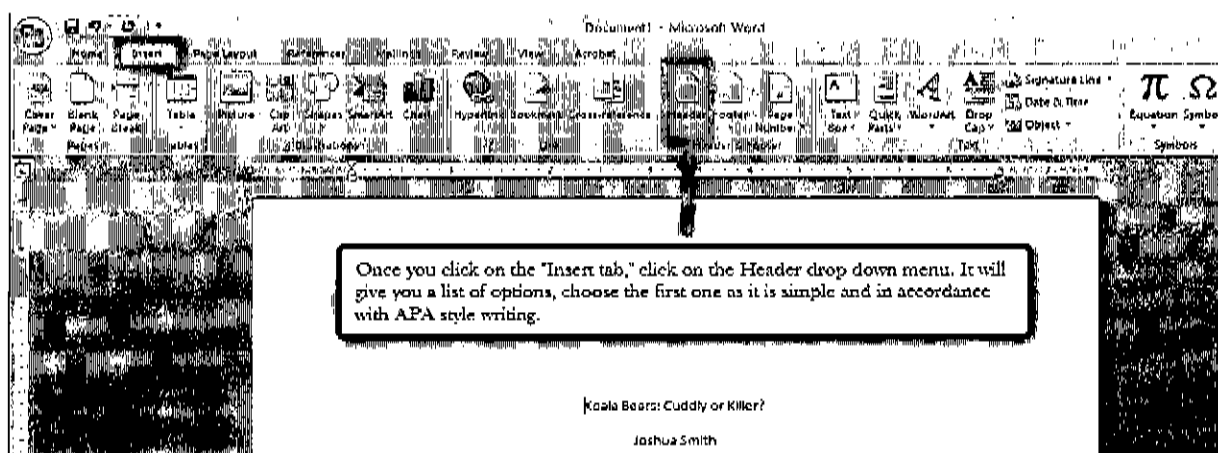 Document1 - Microsoft Word
Home Insert Page Layout References Mailings Review View Acrobat
Cover Page Blank Page Page Break Table Picture Clip Art Shapes SmartArt Chart Hyperlink Bookmark Cross-reference Header Footer Page Number Text Box Quick Parts WordArt Drop Cap Signature Line Date & Time Object Equation Symbol
Pages Tables Text Symbols
Once you click on the "Insert tab," click on the Header drop down menu. It will
give you a list of options, choose the first one as it is simple and in accordance
with APA style writing.
Koala Bears: Cuddly or Killer?
Joshua Smith